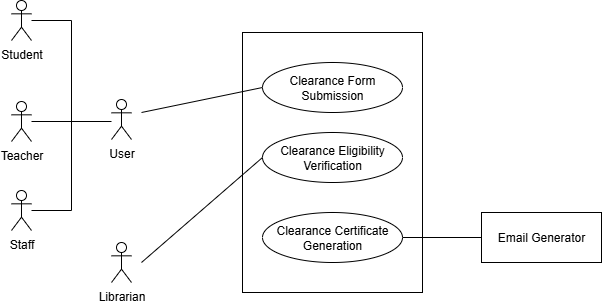 Student
Teacher
User
Staff
Librarian
Clearance Form
Submission
Clearance Eligibility
Verification
Clearance Certificate
Generation
Email Generator